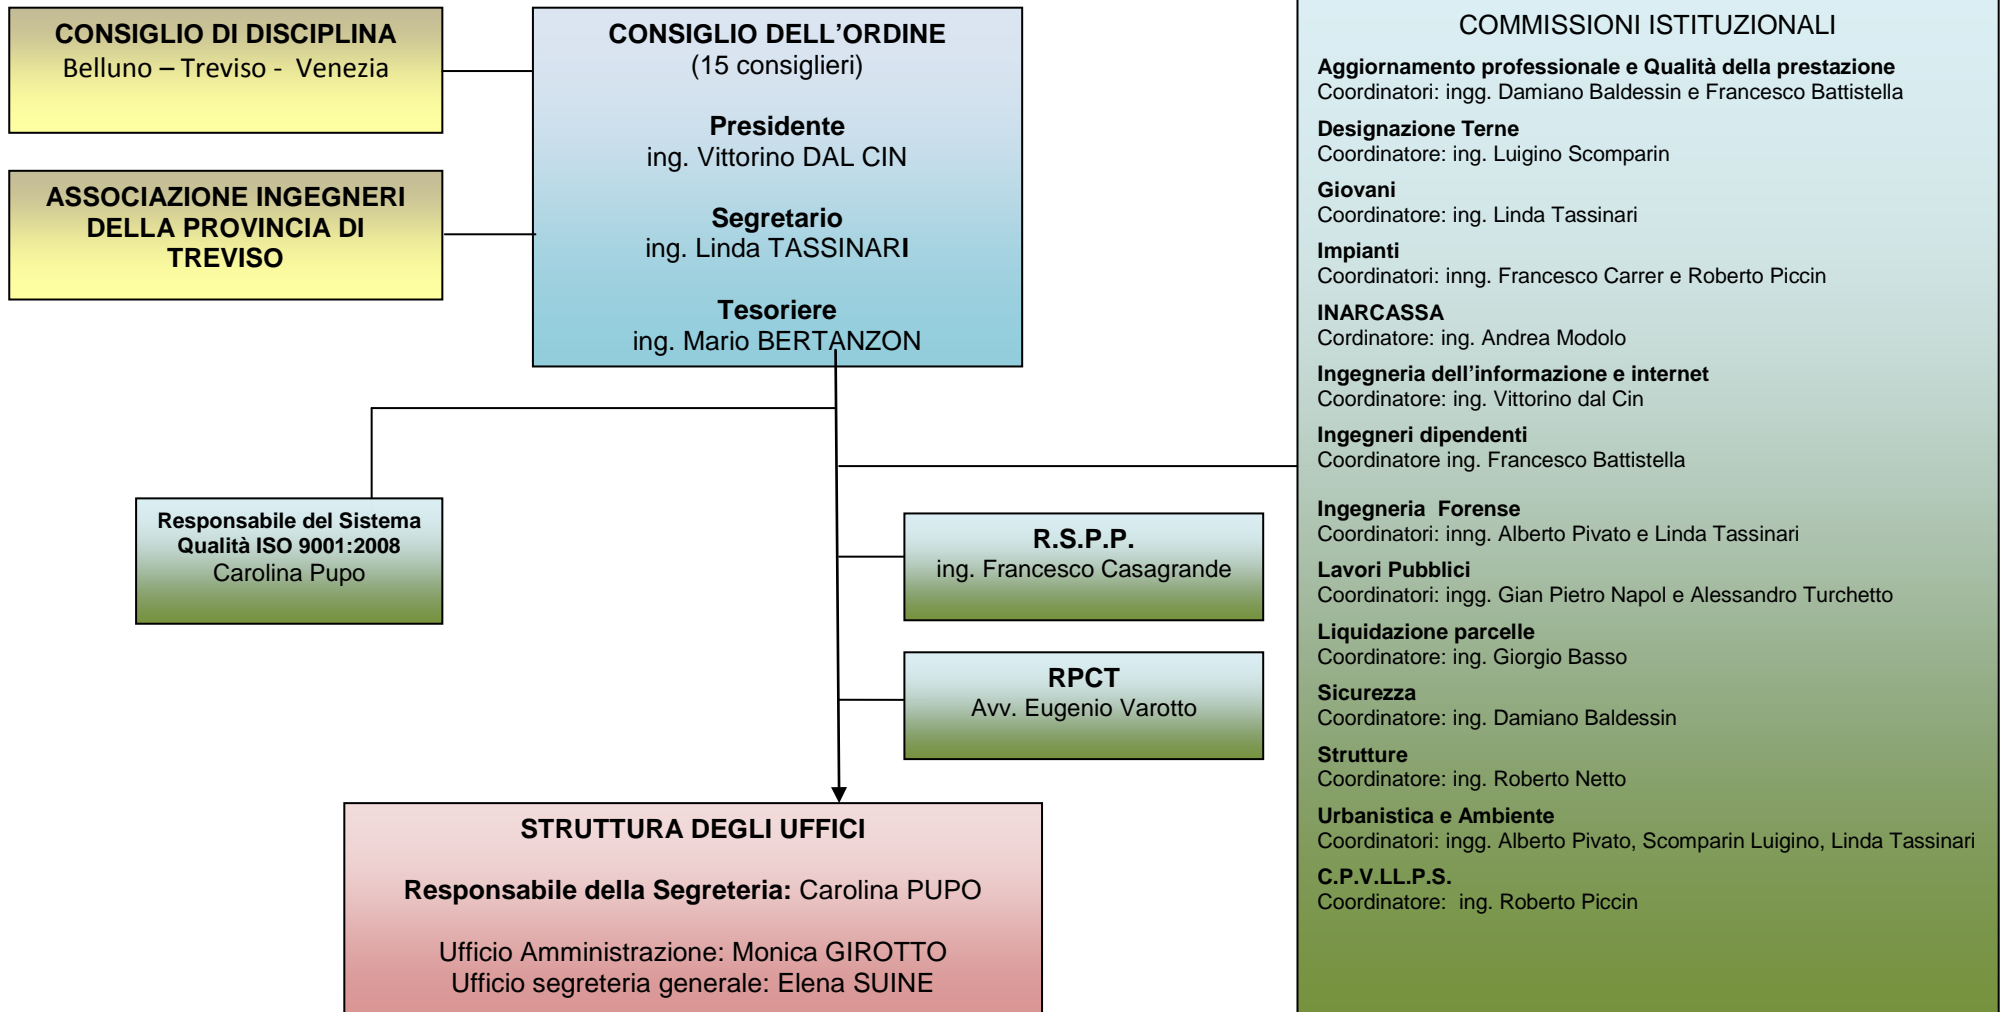 CONSIGLIO DI DISCIPLINA
Belluno – Treviso - Venezia
ASSOCIAZIONE INGEGNERI
DELLA PROVINCIA DI
TREVISO
CONSIGLIO DELL’ORDINE
(15 consiglieri)
Presidente
ing. Vittorino DAL CIN
Segretario
ing. Linda TASSINARI
Tesoriere
ing. Mario BERTANZON
Responsabile del Sistema
Qualità ISO 9001:2008
Carolina Pupo
R.S.P.P.
ing. Francesco Casagrande
RPCT
Avv. Eugenio Varotto
STRUTTURA DEGLI UFFICI
Responsabile della Segreteria: Carolina PUPO
Ufficio Amministrazione: Monica GIROTTO
Ufficio segreteria generale: Elena SUINE
COMMISSIONI ISTITUZIONALI
Aggiornamento professionale e Qualità della prestazione
Coordinatori: ingg. Damiano Baldessin e Francesco Battistella
Designazione Terne
Coordinatore: ing. Luigino Scomparin
Giovani
Coordinatore: ing. Linda Tassinari
Impianti
Coordinatori: inng. Francesco Carrer e Roberto Piccin
INARCASSA
Cordinatore: ing. Andrea Modolo
Ingegneria dell’informazione e internet
Coordinatore: ing. Vittorino dal Cin
Ingegneri dipendenti
Coordinatore ing. Francesco Battistella
Ingegneria Forense
Coordinatori: inng. Alberto Pivato e Linda Tassinari
Lavori Pubblici
Coordinatori: ingg. Gian Pietro Napol e Alessandro Turchetto
Liquidazione parcelle
Coordinatore: ing. Giorgio Basso
Sicurezza
Coordinatore: ing. Damiano Baldessin
Strutture
Coordinatore: ing. Roberto Netto
Urbanistica e Ambiente
Coordinatori: ingg. Alberto Pivato, Scomparin Luigino, Linda Tassinari
C.P.V.LL.P.S.
Coordinatore: ing. Roberto Piccin